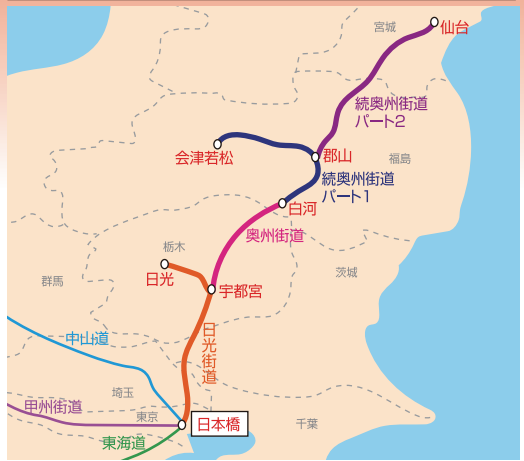 宮城
仙台
続奥州街道
パート2
会津若松
郡山
福島
続奥州街道
パート1
白河
奥州街道
栃木
日光
宇都宮
茨城
群馬
日光街道
中山道
埼玉
甲州街道
東京
日本橋
千葉
東海道